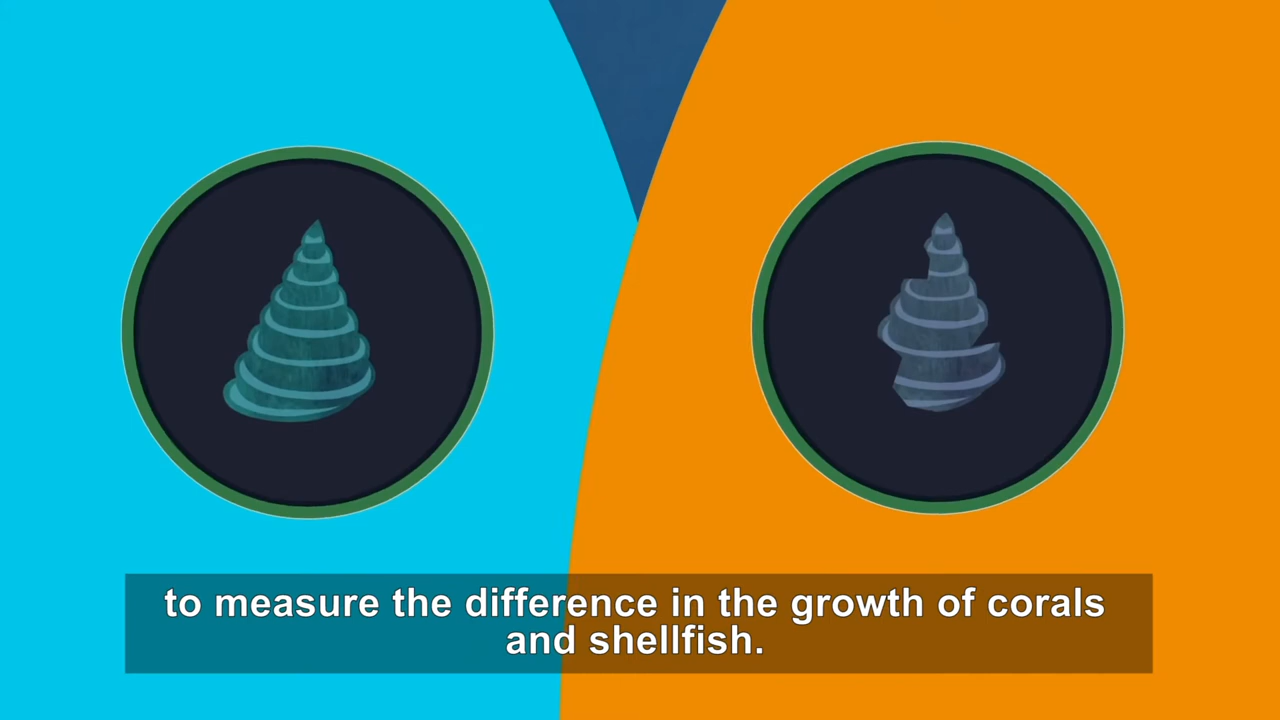 to measure the difference in the growth of corals
and shellfish.